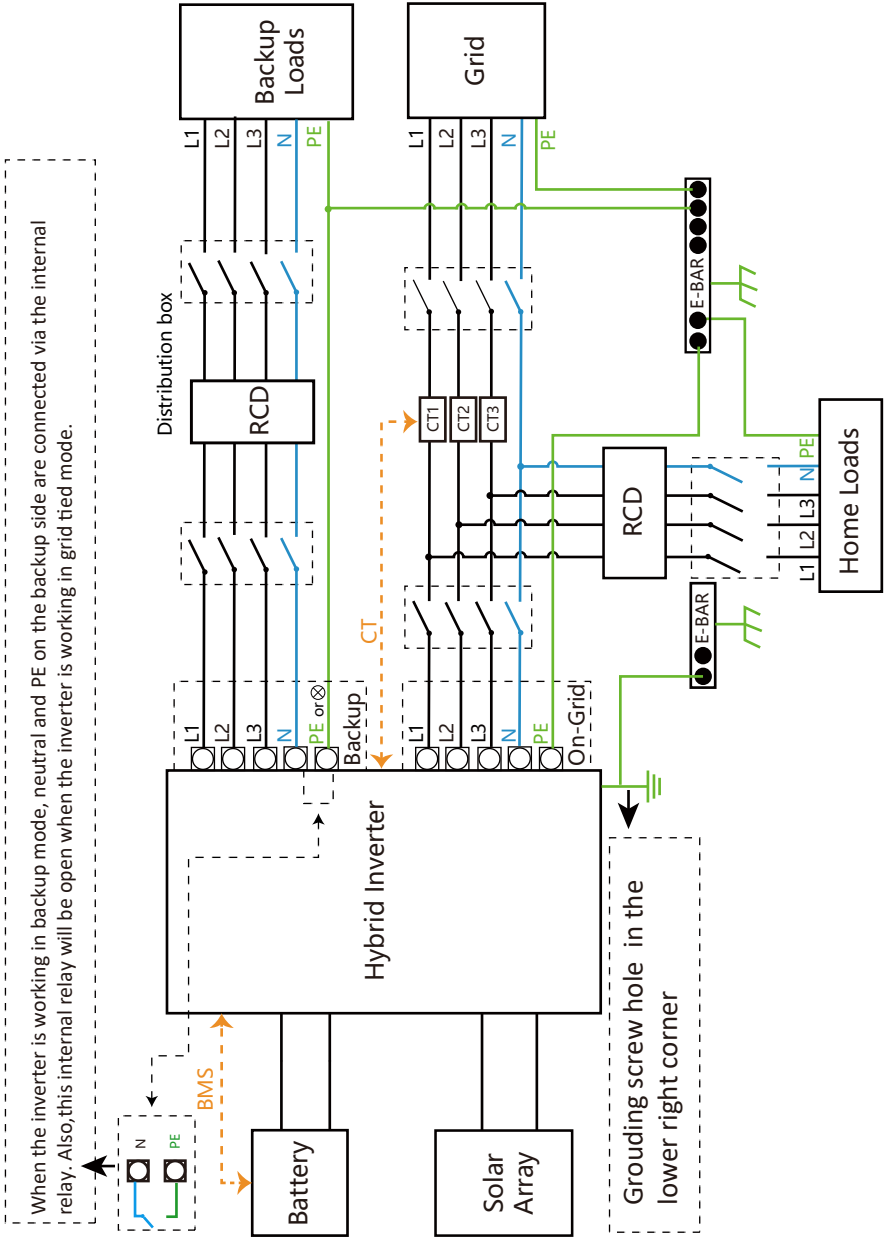 When the inverter is working in backup mode, neutral and PE on the backup side are connected via the internal
relay. Also,this internal relay will be open when the inverter is working in grid tied mode.
N
PE
BMS
Battery
Solar
Array
Hybrid Inverter
L1
L2
L3
N
PE or
Backup
CT
L1
L2
L3
N
PE
On-Grid
Distribution box
RCD
L1
L2
L3
N
PE
Backup
Loads
CT1
CT2
CT3
L1
L2
L3
N
PE
Grid
RCD
L1
L2
L3
N
PE
Home Loads
E-BAR
E-BAR
Grouding screw hole in the
lower right corner